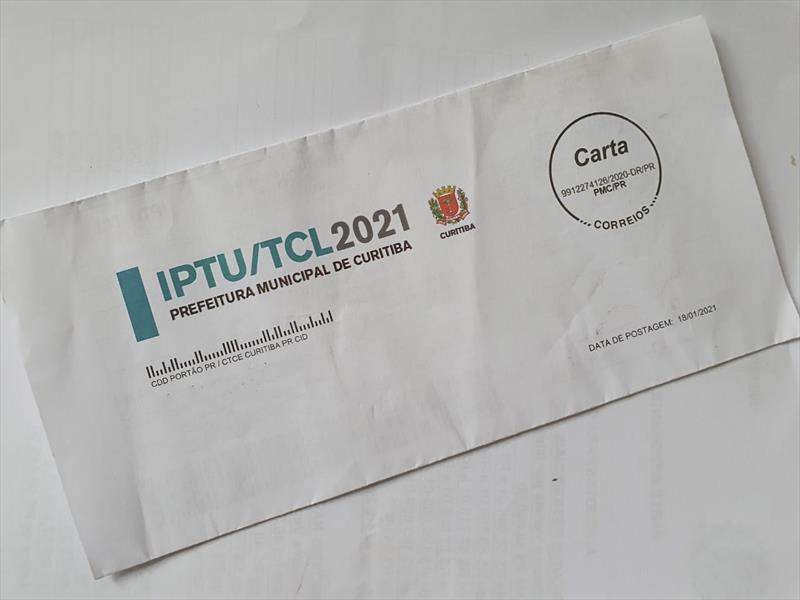 IPTU/TCL2021
PREFEITURA MUNICIPAL DE CURITIBA
CURITIBA
Carta
9912274126/2020-DR/PR
PMC/PR
CORREIOS
CDD PORTÃO PR / CTCE CURITIBA PR CID
DATA DE POSTAGEM: 18/01/2021